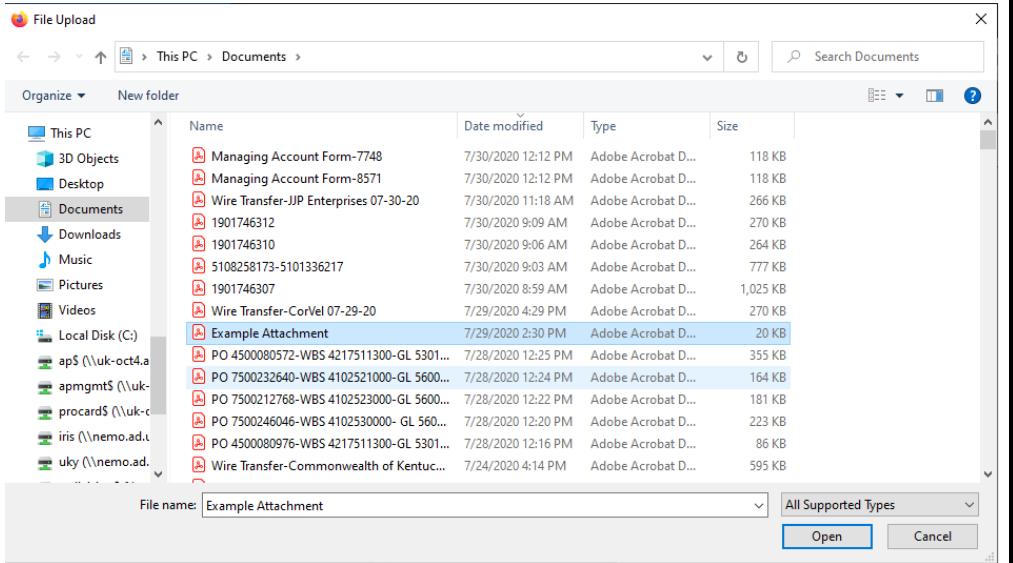 File Upload
This PC > Documents >
Search Documents
Organize
New folder
Name Date modified Type Size
This PC
3D Objects
Desktop
Documents
Downloads
Music
Pictures
Videos
Local Disk (C:)
ap$ (\\uk-oct4.a
apmgmt$ (\\uk-
procard$ (\\uk-c
iris (\\nemo.ad.u
uky (\\nemo.ad.
Managing Account Form-7748 7/30/2020 12:12 PM Adobe Acrobat D... 118 KB
Managing Account Form-8571 7/30/2020 12:12 PM Adobe Acrobat D... 118 KB
Wire Transfer-JJP Enterprises 07-30-20 7/30/2020 11:18 AM Adobe Acrobat D... 266 KB
1901746312 7/30/2020 9:09 AM Adobe Acrobat D... 270 KB
1901746310 7/30/2020 9:06 AM Adobe Acrobat D... 264 KB
5108258173-5101336217 7/30/2020 9:03 AM Adobe Acrobat D... 777 KB
1901746307 7/30/2020 8:59 AM Adobe Acrobat D... 1,025 KB
Wire Transfer-CorVel 07-29-20 7/29/2020 4:29 PM Adobe Acrobat D... 270 KB
Example Attachment 7/29/2020 2:30 PM Adobe Acrobat D... 20 KB
PO 4500080572-WBS 4217511300-GL 5301... 7/28/2020 12:25 PM Adobe Acrobat D... 355 KB
PO 7500232640-WBS 4102521000-GL 5600... 7/28/2020 12:24 PM Adobe Acrobat D... 164 KB
PO 7500212768-WBS 4102523000-GL 5600... 7/28/2020 12:22 PM Adobe Acrobat D... 181 KB
PO 7500246046-WBS 4102530000- GL 560... 7/28/2020 12:20 PM Adobe Acrobat D... 223 KB
PO 4500080976-WBS 4217511300-GL 5301... 7/28/2020 12:16 PM Adobe Acrobat D... 86 KB
Wire Transfer-Commonwealth of Kentuc... 7/24/2020 4:14 PM Adobe Acrobat D... 595 KB
File name: Example Attachment
All Supported Types
Open
Cancel